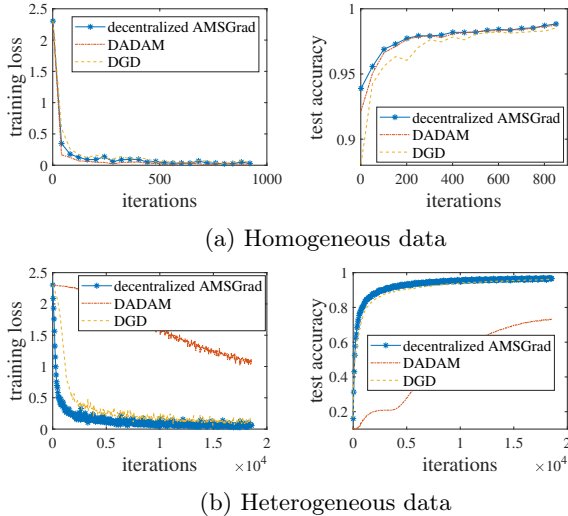 2.5
2
1.5
1
0.5
0
training loss
decentralized AMSGrad
DADAM
DGD
0 500 1000
iterations
1
0.95
0.9
test accuracy
decentralized AMSGrad
DADAM
DGD
0 200 400 600 800
iterations
(a) Homogeneous data
2.5
2
1.5
1
0.5
0
training loss
decentralized AMSGrad
DADAM
DGD
0 0.5 1 1.5 2
iterations ×10⁴
1
0.8
0.6
0.4
0.2
test accuracy
decentralized AMSGrad
DADAM
DGD
0 0.5 1 1.5 2
iterations ×10⁴
(b) Heterogeneous data